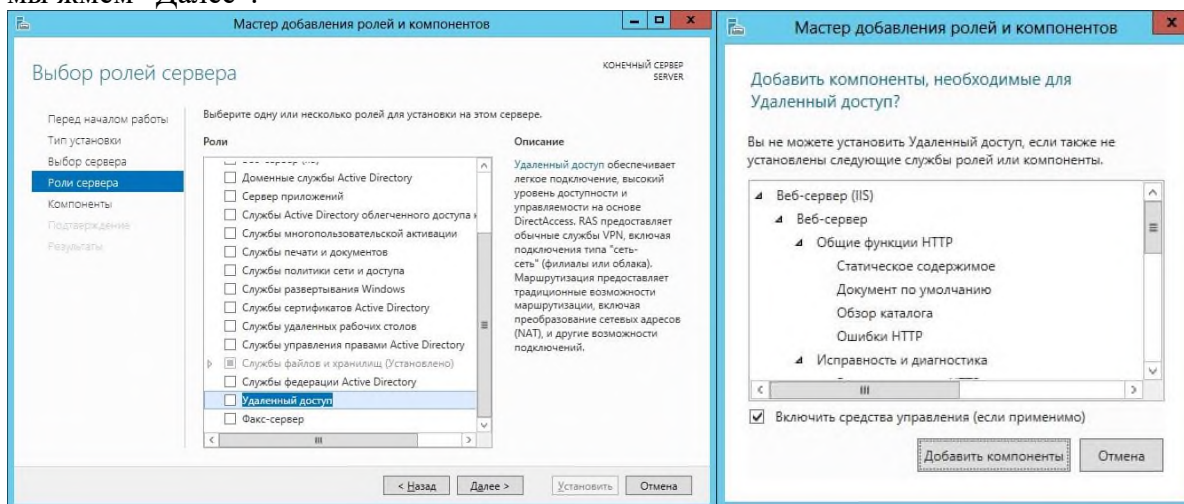 мы жмем "Далее".
Мастер добавления ролей и компонентов
Выбор ролей сервера
КОНЕЧНЫЙ СЕРВЕР
SERVER
Перед началом работы
Тип установки
Выбор сервера
Роли сервера
Компоненты
Подтверждение
Результаты
Выберите одну или несколько ролей для установки на этом сервере.
Роли
Доменные службы Active Directory
Сервер приложений
Службы Active Directory облегченного доступа к
Службы многопользовательской активации
Службы печати и документов
Службы политики сети и доступа
Службы развертывания Windows
Службы сертификатов Active Directory
Службы удаленных рабочих столов
Службы управления правами Active Directory
Службы файлов и хранилищ (Установлено)
Службы федерации Active Directory
Удаленный доступ
Факс-сервер
Описание
Удаленный доступ обеспечивает
легкое подключение, высокий
уровень доступности и
управляемости на основе
DirectAccess. RAS предоставляет
обычные службы VPN, включая
подключения типа "сеть-
сеть" (филиалы или облака).
Маршрутизация предоставляет
традиционные возможности
маршрутизации, включая
преобразование сетевых адресов
(NAT), и другие возможности
подключений.
< Назад
Далее >
Установить
Отмена
Мастер добавления ролей и компонентов
Добавить компоненты, необходимые для
Удаленный доступ?
Вы не можете установить Удаленный доступ, если также не
установлены следующие службы ролей или компоненты.
Веб-сервер (IIS)
Веб-сервер
Общие функции HTTP
Статическое содержимое
Документ по умолчанию
Обзор каталога
Ошибки HTTP
Исправность и диагностика
Включить средства управления (если применимо)
Добавить компоненты
Отмена